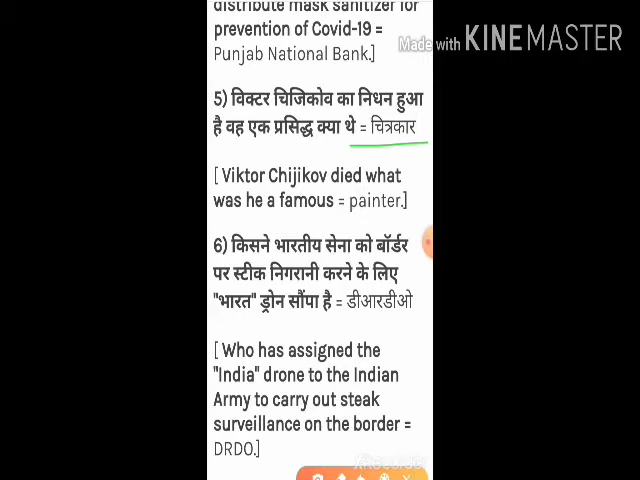 distribute mask sanitizer for
prevention of Covid-19 =
Punjab National Bank.]
Made with KINEMASTER
5) विक्टर चिजिकोव का निधन हुआ
है वह एक प्रसिद्ध क्या थे = चित्रकार
[ Viktor Chijikov died what
was he a famous = painter.]
6) किसने भारतीय सेना को बॉर्डर
पर स्टीक निगरानी करने के लिए
"भारत" ड्रोन सौंपा है = डीआरडीओ
[ Who has assigned the
"India" drone to the Indian
Army to carry out steak
surveillance on the border =
DRDO.]
XRecorder